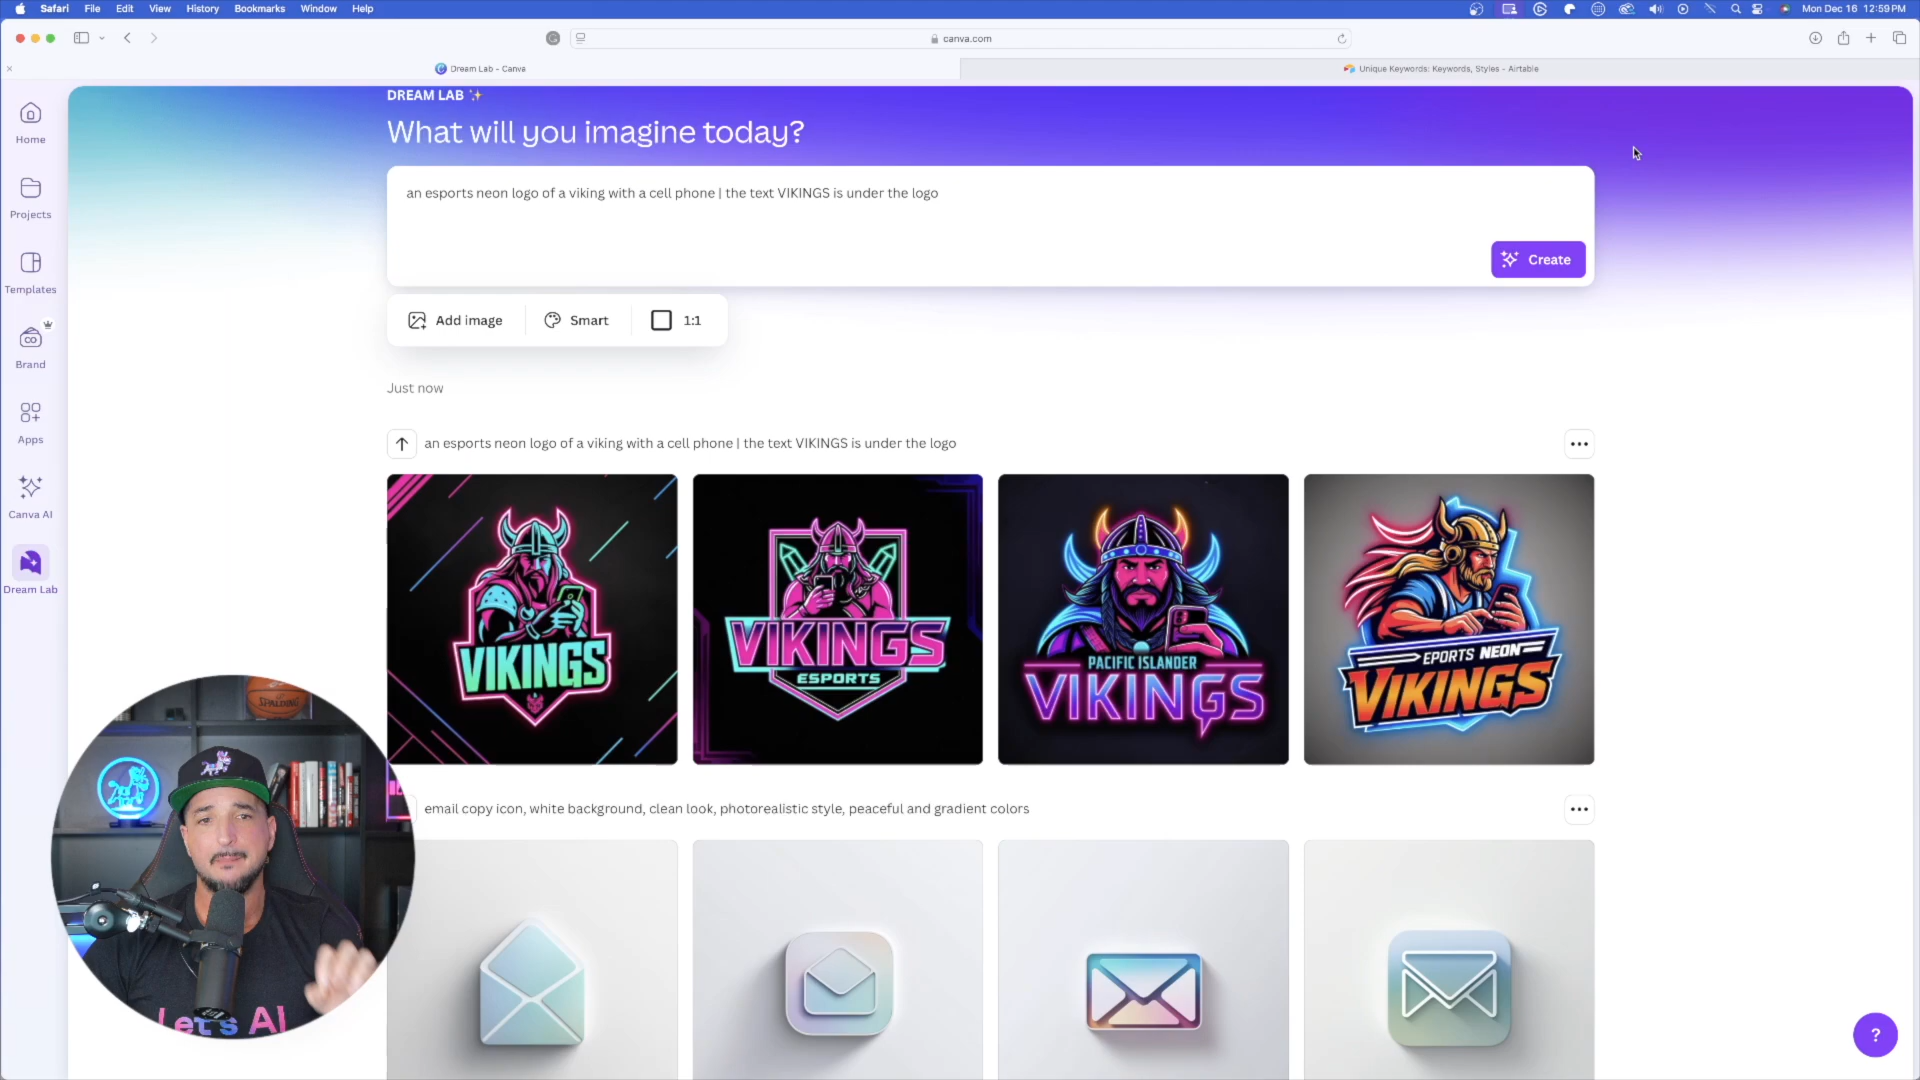 Safari File Edit View History Bookmarks Window Help
Mon Dec 16 12:59 PM
canva.com
Dream Lab - Canva
Unique Keywords: Keywords, Styles - Airtable
Home
Projects
Templates
Brand
Apps
Canva AI
Dream Lab
DREAM LAB
What will you imagine today?
an esports neon logo of a viking with a cell phone | the text VIKINGS is under the logo
Create
Add image
Smart
1:1
Just now
an esports neon logo of a viking with a cell phone | the text VIKINGS is under the logo
VIKINGS
VIKINGS
ESPORTS
PACIFIC ISLANDER
VIKINGS
EPORTS NEON
VIKINGS
email copy icon, white background, clean look, photorealistic style, peaceful and gradient colors
SPALDING
Let's AI
?